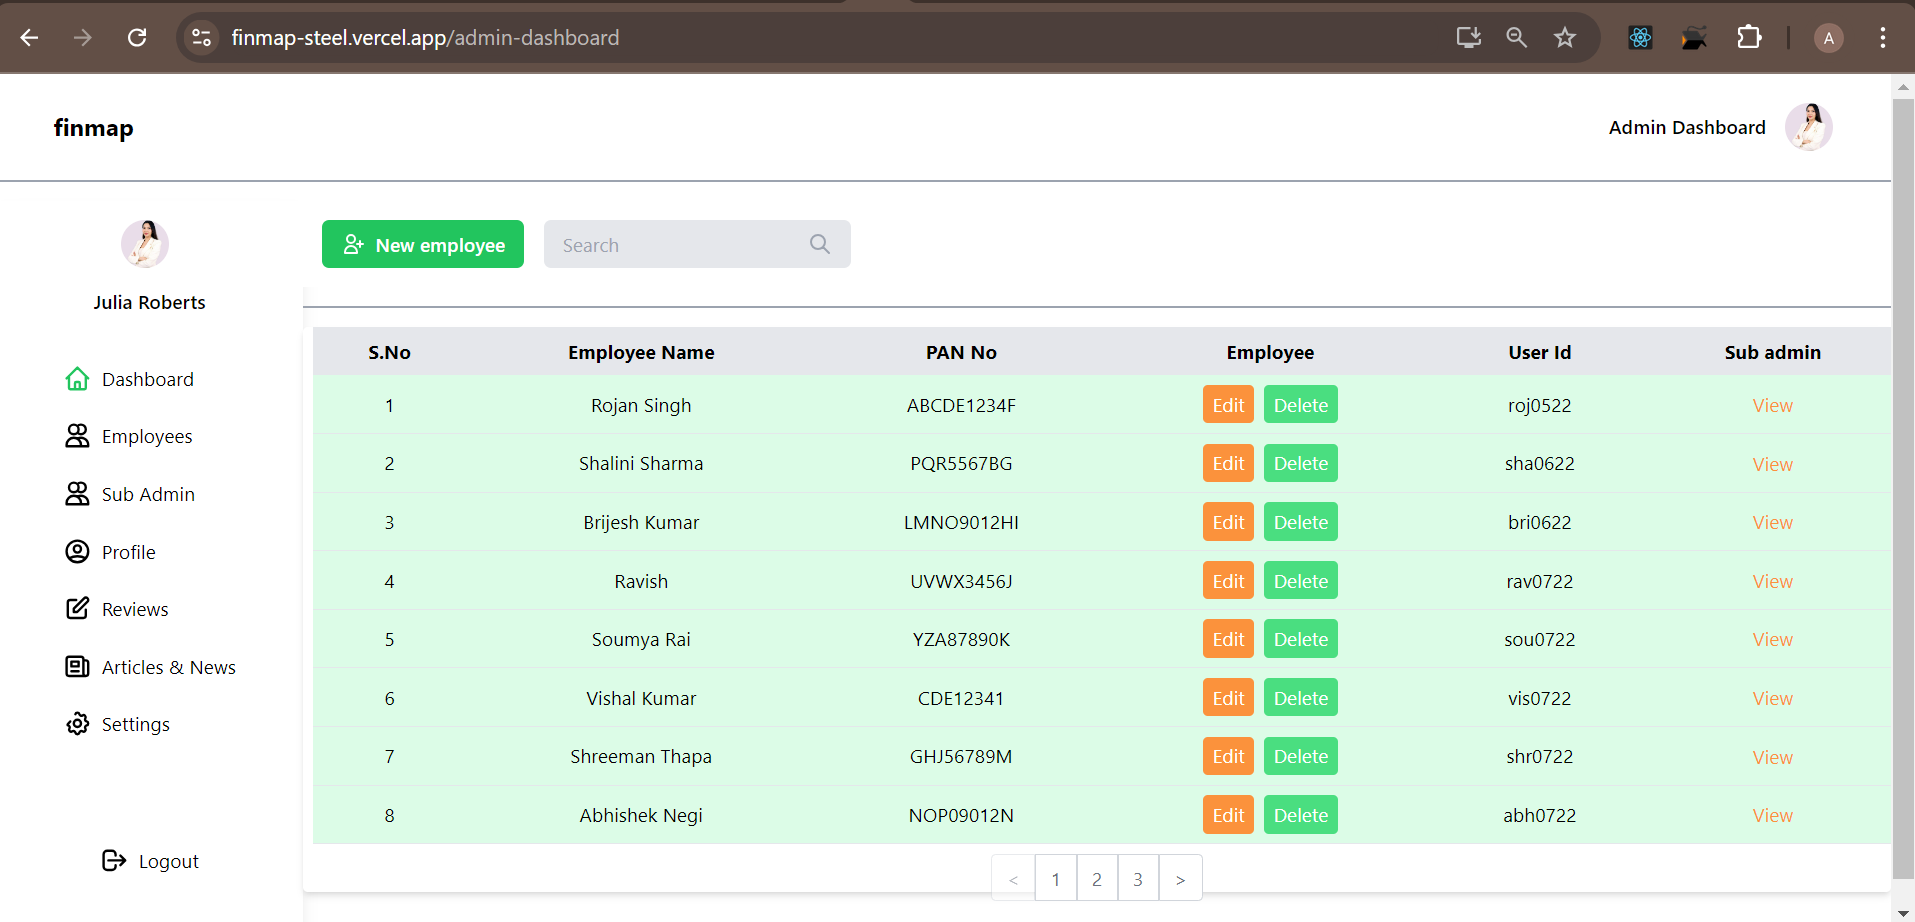 finmap-steel.vercel.app/admin-dashboard
A
finmap
Admin Dashboard
Julia Roberts
Dashboard
Employees
Sub Admin
Profile
Reviews
Articles & News
Settings
Logout
New employee
Search
S.No Employee Name PAN No Employee User Id Sub admin
1 Rojan Singh ABCDE1234F Edit Delete roj0522 View
2 Shalini Sharma PQR5567BG Edit Delete sha0622 View
3 Brijesh Kumar LMNO9012HI Edit Delete bri0622 View
4 Ravish UVWX3456J Edit Delete rav0722 View
5 Soumya Rai YZA87890K Edit Delete sou0722 View
6 Vishal Kumar CDE12341 Edit Delete vis0722 View
7 Shreeman Thapa GHJ56789M Edit Delete shr0722 View
8 Abhishek Negi NOP09012N Edit Delete abh0722 View
< 1 2 3 >